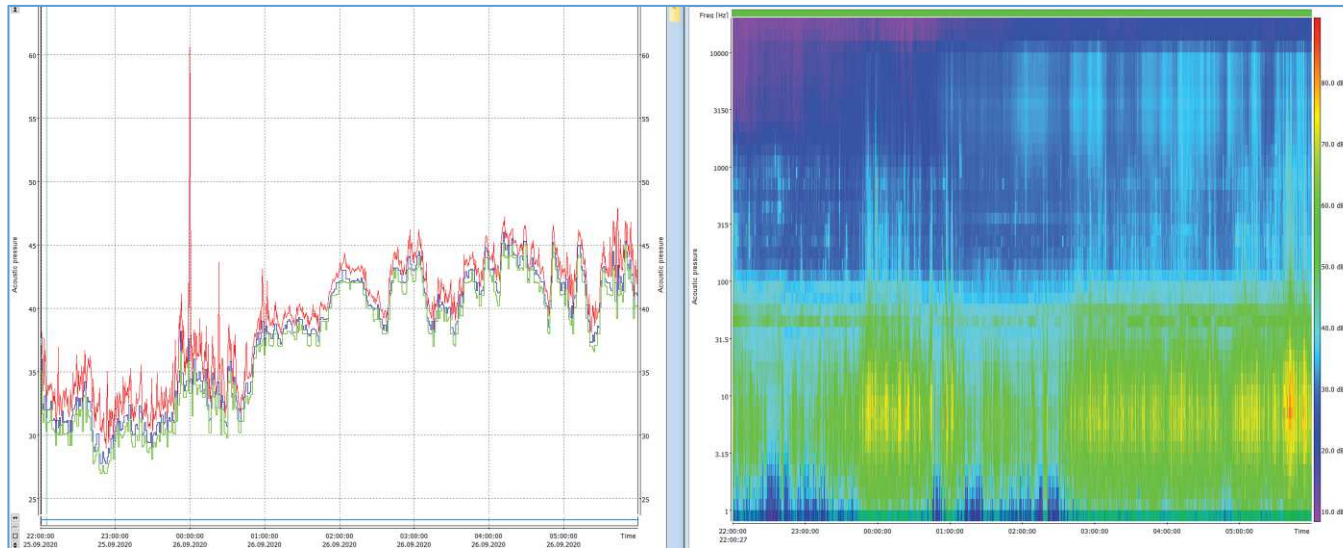 Freq [Hz]
60
60
10000
55
55
3150
50
50
1000
45
45
315
40
40
100
35
35
31.5
30
30
10
25
25
3.15
1
Acoustic pressure
Acoustic pressure
Acoustic pressure
80.0 dB
70.0 dB
60.0 dB
50.0 dB
40.0 dB
30.0 dB
20.0 dB
10.0 dB
22:00:00 23:00:00 00:00:00 01:00:00 02:00:00 03:00:00 04:00:00 05:00:00 Time
25.09.2020 25.09.2020 26.09.2020 26.09.2020 26.09.2020 26.09.2020 26.09.2020 26.09.2020
22:00:00 23:00:00 00:00:00 01:00:00 02:00:00 03:00:00 04:00:00 05:00:00 Time
22:00:27